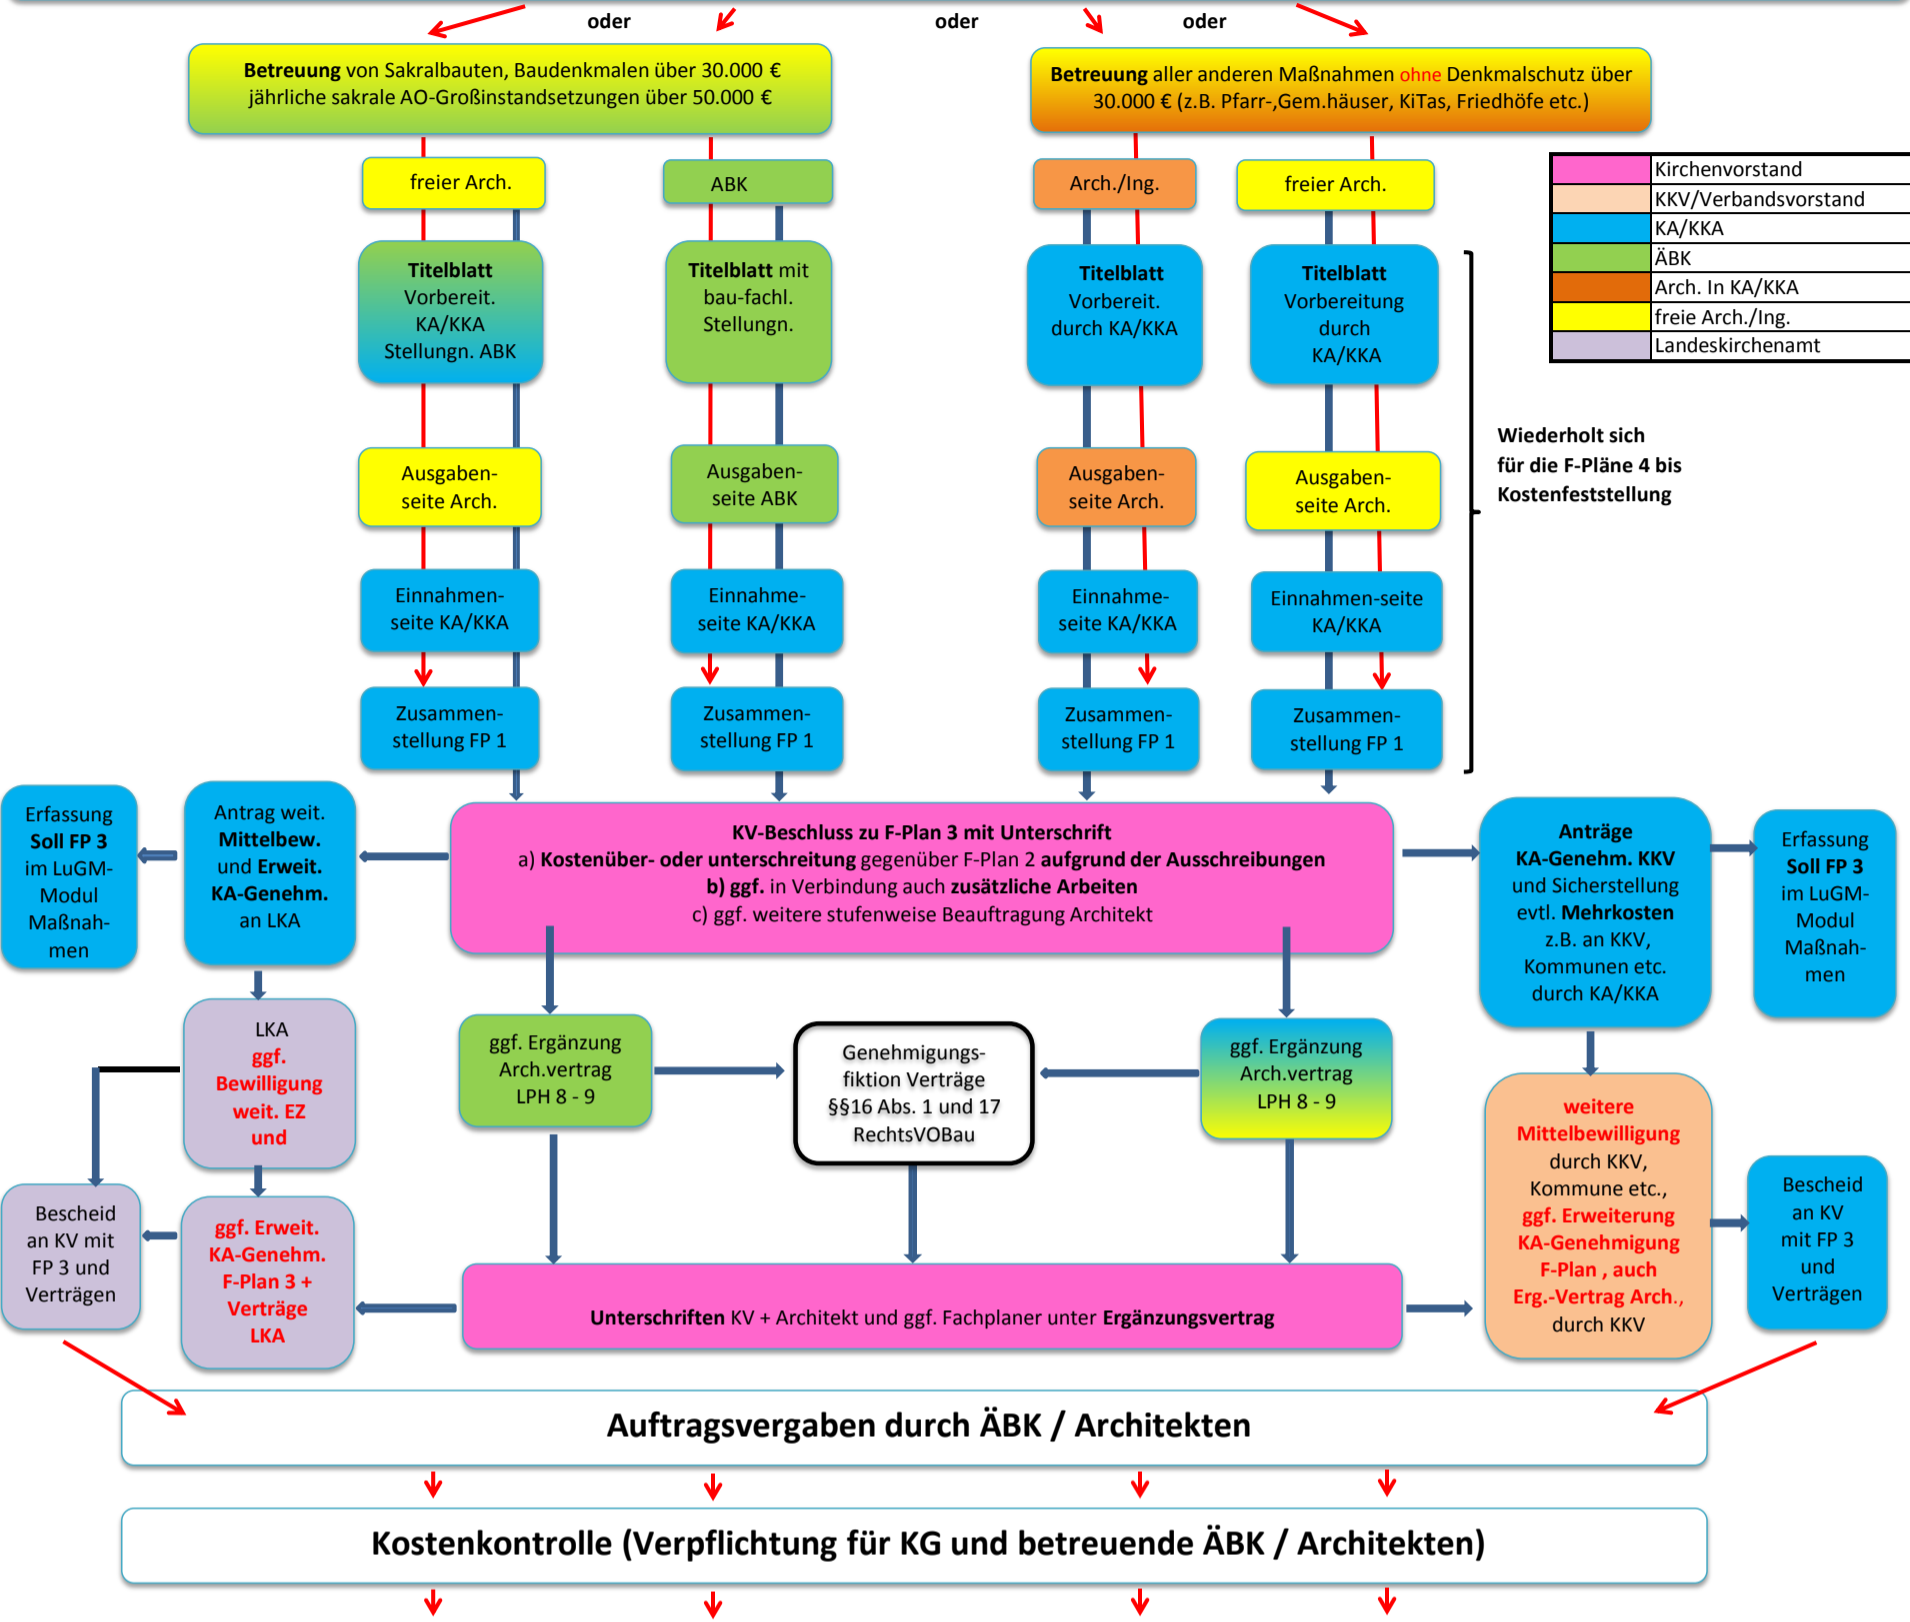 oder
oder
oder
Betreuung von Sakralbauten, Baudenkmalen über 30.000 €
jährliche sakrale AO-Großinstandsetzungen über 50.000 €
Betreuung aller anderen Maßnahmen ohne Denkmalschutz über
30.000 € (z.B. Pfarr-,Gem.häuser, KiTas, Friedhöfe etc.)
freier Arch.
ABK
Arch./Ing.
freier Arch.
Kirchenvorstand
KKV/Verbandsvorstand
KA/KKA
ÄBK
Arch. In KA/KKA
freie Arch./Ing.
Landeskirchenamt
Titelblatt
Vorbereit.
KA/KKA
Stellungn. ABK
Titelblatt mit
bau-fachl.
Stellungn.
Titelblatt
Vorbereit.
durch KA/KKA
Titelblatt
Vorbereitung
durch
KA/KKA
Wiederholt sich
für die F-Pläne 4 bis
Kostenfeststellung
Ausgaben-
seite Arch.
Ausgaben-
seite ABK
Ausgaben-
seite Arch.
Ausgaben-
seite Arch.
Einnahmen-
seite KA/KKA
Einnahme-
seite KA/KKA
Einnahme-
seite KA/KKA
Einnahmen-seite
KA/KKA
Zusammen-
stellung FP 1
Zusammen-
stellung FP 1
Zusammen-
stellung FP 1
Zusammen-
stellung FP 1
Erfassung
Soll FP 3
im LuGM-
Modul
Maßnah-
men
Antrag weit.
Mittelbew.
und Erweit.
KA-Genehm.
an LKA
KV-Beschluss zu F-Plan 3 mit Unterschrift
a) Kostenüber- oder unterschreitung gegenüber F-Plan 2 aufgrund der Ausschreibungen
b) ggf. in Verbindung auch zusätzliche Arbeiten
c) ggf. weitere stufenweise Beauftragung Architekt
Anträge
KA-Genehm. KKV
und Sicherstellung
evtl. Mehrkosten
z.B. an KKV,
Kommunen etc.
durch KA/KKA
Erfassung
Soll FP 3
im LuGM-
Modul
Maßnah-
men
LKA
ggf.
Bewilligung
weit. EZ
und
ggf. Ergänzung
Arch.vertrag
LPH 8 - 9
Genehmigungs-
fiktion Verträge
§§16 Abs. 1 und 17
RechtsVOBau
ggf. Ergänzung
Arch.vertrag
LPH 8 - 9
weitere
Mittelbewilligung
durch KKV,
Kommune etc.,
ggf. Erweiterung
KA-Genehmigung
F-Plan , auch
Erg.-Vertrag Arch.,
durch KKV
Bescheid
an KV
mit FP 3
und
Verträgen
Bescheid
an KV mit
FP 3 und
Verträgen
ggf. Erweit.
KA-Genehm.
F-Plan 3 +
Verträge
LKA
Unterschriften KV + Architekt und ggf. Fachplaner unter Ergänzungsvertrag
Auftragsvergaben durch ÄBK / Architekten
Kostenkontrolle (Verpflichtung für KG und betreuende ÄBK / Architekten)